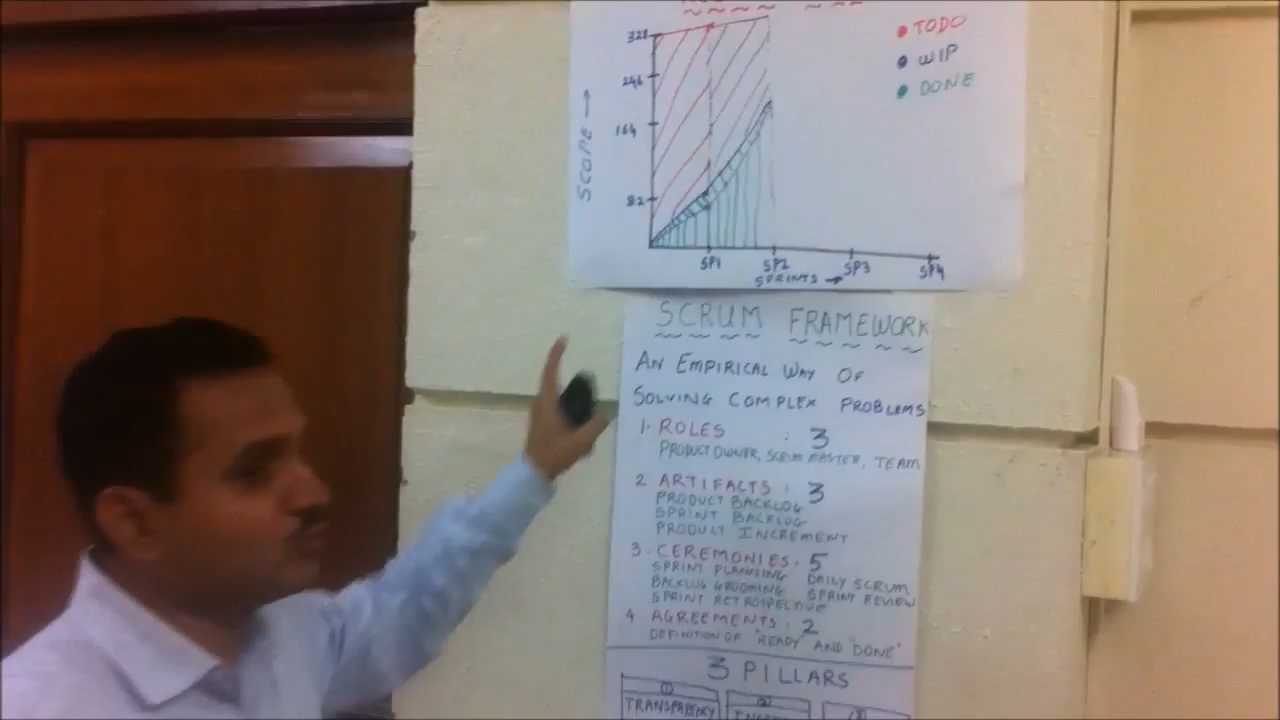 328
246
164
82
SCOPE →
TODO
WIP
DONE
SP1
SP2
SP3
SP4
SPRINTS →
SCRUM FRAMEWORK
AN EMPIRICAL WAY OF
SOLVING COMPLEX PROBLEMS
1. ROLES : 3
PRODUCT OWNER, SCRUM MASTER, TEAM
2 ARTIFACTS : 3
PRODUCT BACKLOG
SPRINT BACKLOG
PRODUCT INCREMENT
3. CEREMONIES : 5
SPRINT PLANNING DAILY SCRUM
BACKLOG GROOMING SPRINT REVIEW
SPRINT RETROSPECTIVE
4 AGREEMENTS : 2
DEFINITION OF "READY" AND "DONE"
3 PILLARS
1
2
3
TRANSPARENCY